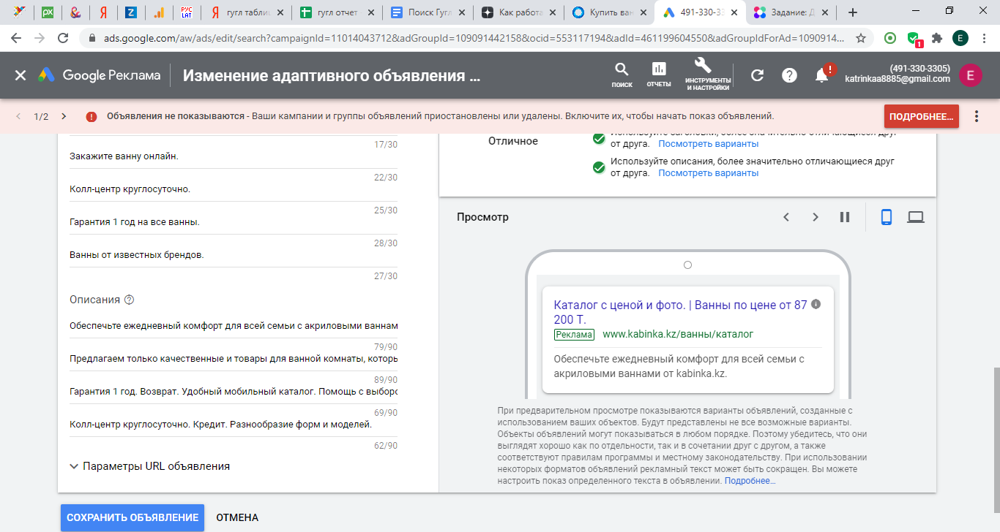 РУС
LAT
гугл таблиц
гугл отчет
Поиск Гугл
Как работа
Купить ван
491-330-33
Задание: Д
ads.google.com/aw/ads/edit/search?campaignId=11014043712&adGroupId=109091442158&ocid=553117194&adId=461199604550&adGroupIdForAd=1090914...
1
E
Google Реклама
Изменение адаптивного объявления ...
ПОИСК
ОТЧЕТЫ
ИНСТРУМЕНТЫ
И НАСТРОЙКИ
(491-330-3305)
katrinkaa8885@gmail.com
E
1/2
Объявления не показываются - Ваши кампании и группы объявлений приостановлены или удалены. Включите их, чтобы начать показ объявлений.
ПОДРОБНЕЕ...
17/30
Закажите ванну онлайн.
22/30
Колл-центр круглосуточно.
25/30
Гарантия 1 год на все ванны.
28/30
Ванны от известных брендов.
27/30
Описания
Обеспечьте ежедневный комфорт для всей семьи с акриловыми ваннам
79/90
Предлагаем только качественные и товары для ванной комнаты, которы
89/90
Гарантия 1 год. Возврат. Удобный мобильный каталог. Помощь с выборо
69/90
Колл-центр круглосуточно. Кредит. Разнообразие форм и моделей.
62/90
Параметры URL объявления
СОХРАНИТЬ ОБЪЯВЛЕНИЕ
ОТМЕНА
Отличное
Используйте заголовки, более значительно отличающиеся друг
от друга. Посмотреть варианты
Используйте описания, более значительно отличающиеся друг
от друга. Посмотреть варианты
Просмотр
Каталог с ценой и фото. | Ванны по цене от 87
200 Т.
Реклама www.kabinka.kz/ванны/каталог
Обеспечьте ежедневный комфорт для всей семьи с
акриловыми ваннами от kabinka.kz.
При предварительном просмотре показываются варианты объявлений, созданные с
использованием ваших объектов. Будут представлены не все возможные варианты.
Объекты объявлений могут показываться в любом порядке. Поэтому убедитесь, что они
выглядят хорошо как по отдельности, так и в сочетании друг с другом, а также
соответствуют правилам программы и местному законодательству. При использовании
некоторых форматов объявлений рекламный текст может быть сокращен. Вы можете
настроить показ определенного текста в объявлении. Подробнее...